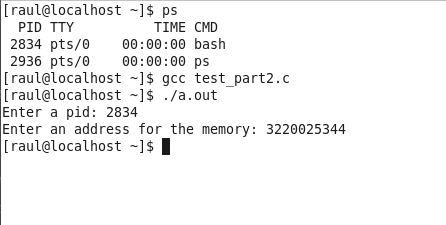 [raul@localhost ~]$ ps
  PID TTY          TIME CMD
 2834 pts/0    00:00:00 bash
 2936 pts/0    00:00:00 ps
[raul@localhost ~]$ gcc test_part2.c
[raul@localhost ~]$ ./a.out
Enter a pid: 2834
Enter an address for the memory: 3220025344
[raul@localhost ~]$